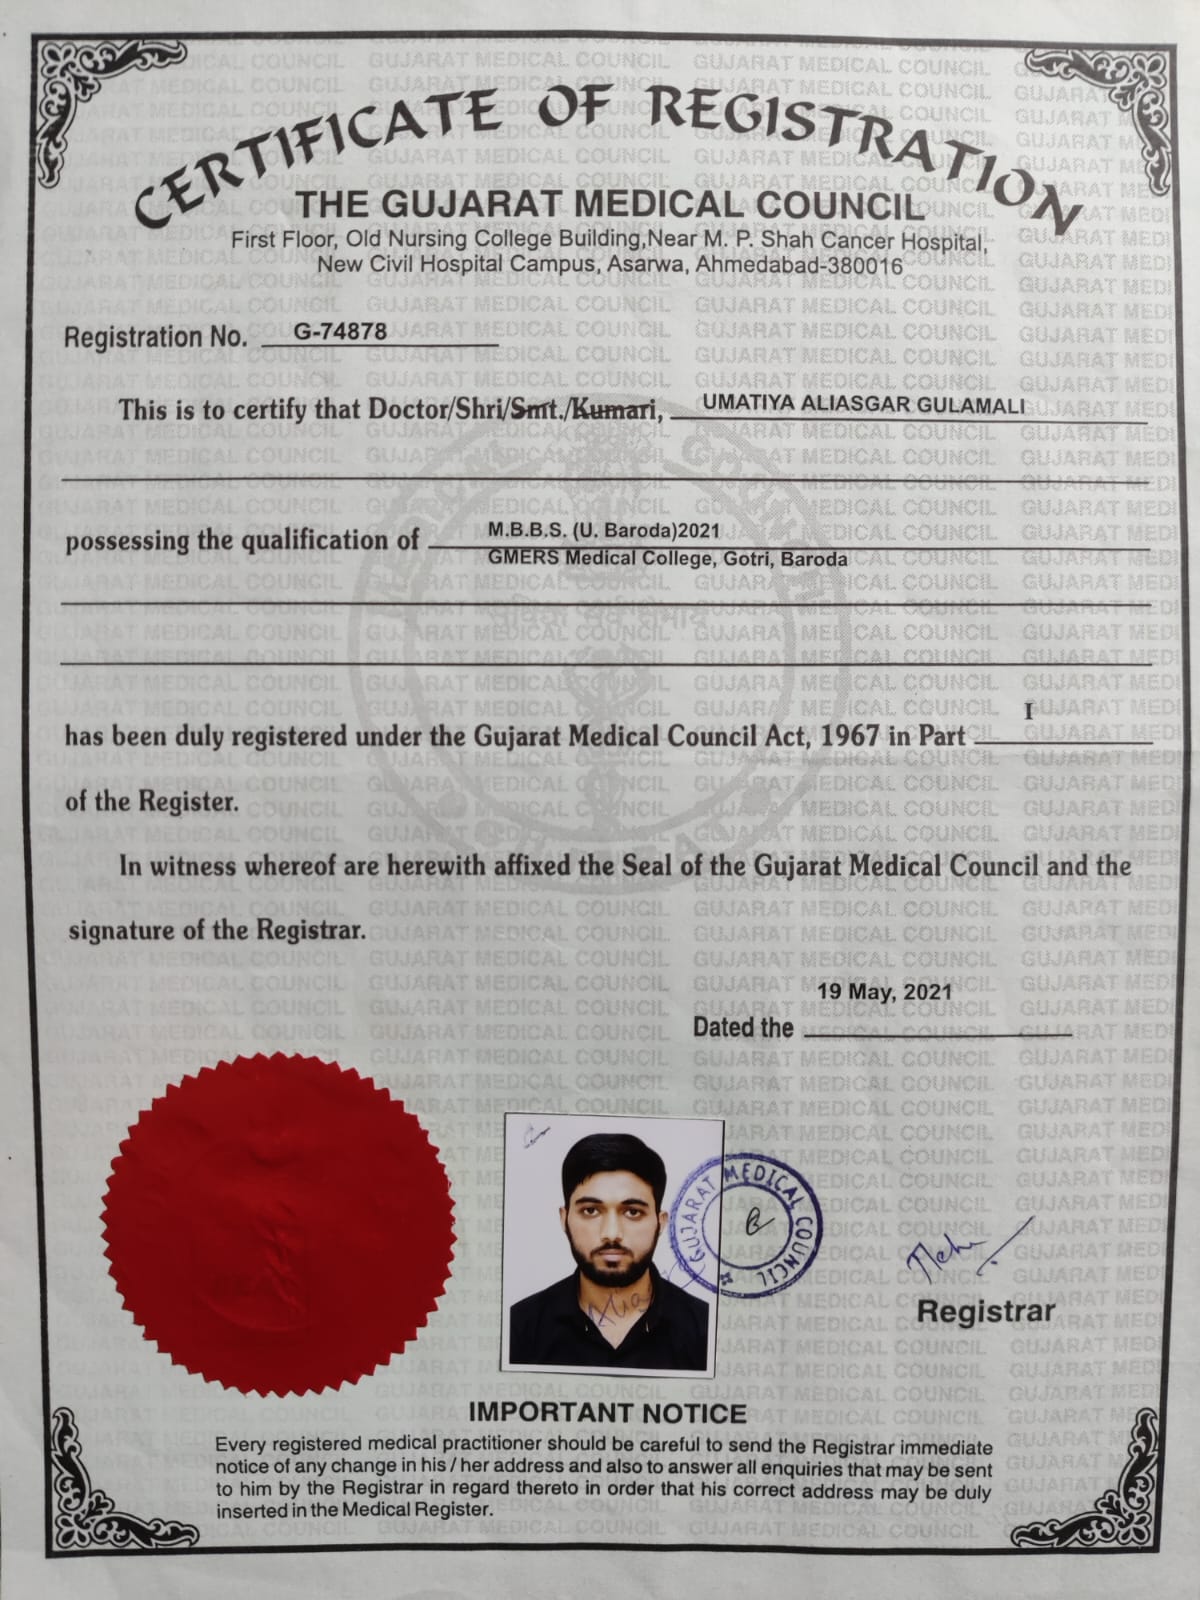 CERTIFICATE OF REGISTRATION
THE GUJARAT MEDICAL COUNCIL
First Floor, Old Nursing College Building,Near M. P. Shah Cancer Hospital,
New Civil Hospital Campus, Asarwa, Ahmedabad-380016
Registration No. G-74878
This is to certify that Doctor/Shri/Smt./Kumari, UMATIYA ALIASGAR GULAMALI
possessing the qualification of M.B.B.S. (U. Baroda)2021
GMERS Medical College, Gotri, Baroda
has been duly registered under the Gujarat Medical Council Act, 1967 in Part I
of the Register.
In witness whereof are herewith affixed the Seal of the Gujarat Medical Council and the
signature of the Registrar.
19 May, 2021
Dated the
GUJARAT MEDICAL COUNCIL
Registrar
IMPORTANT NOTICE
Every registered medical practitioner should be careful to send the Registrar immediate
notice of any change in his / her address and also to answer all enquiries that may be sent
to him by the Registrar in regard thereto in order that his correct address may be duly
inserted in the Medical Register.